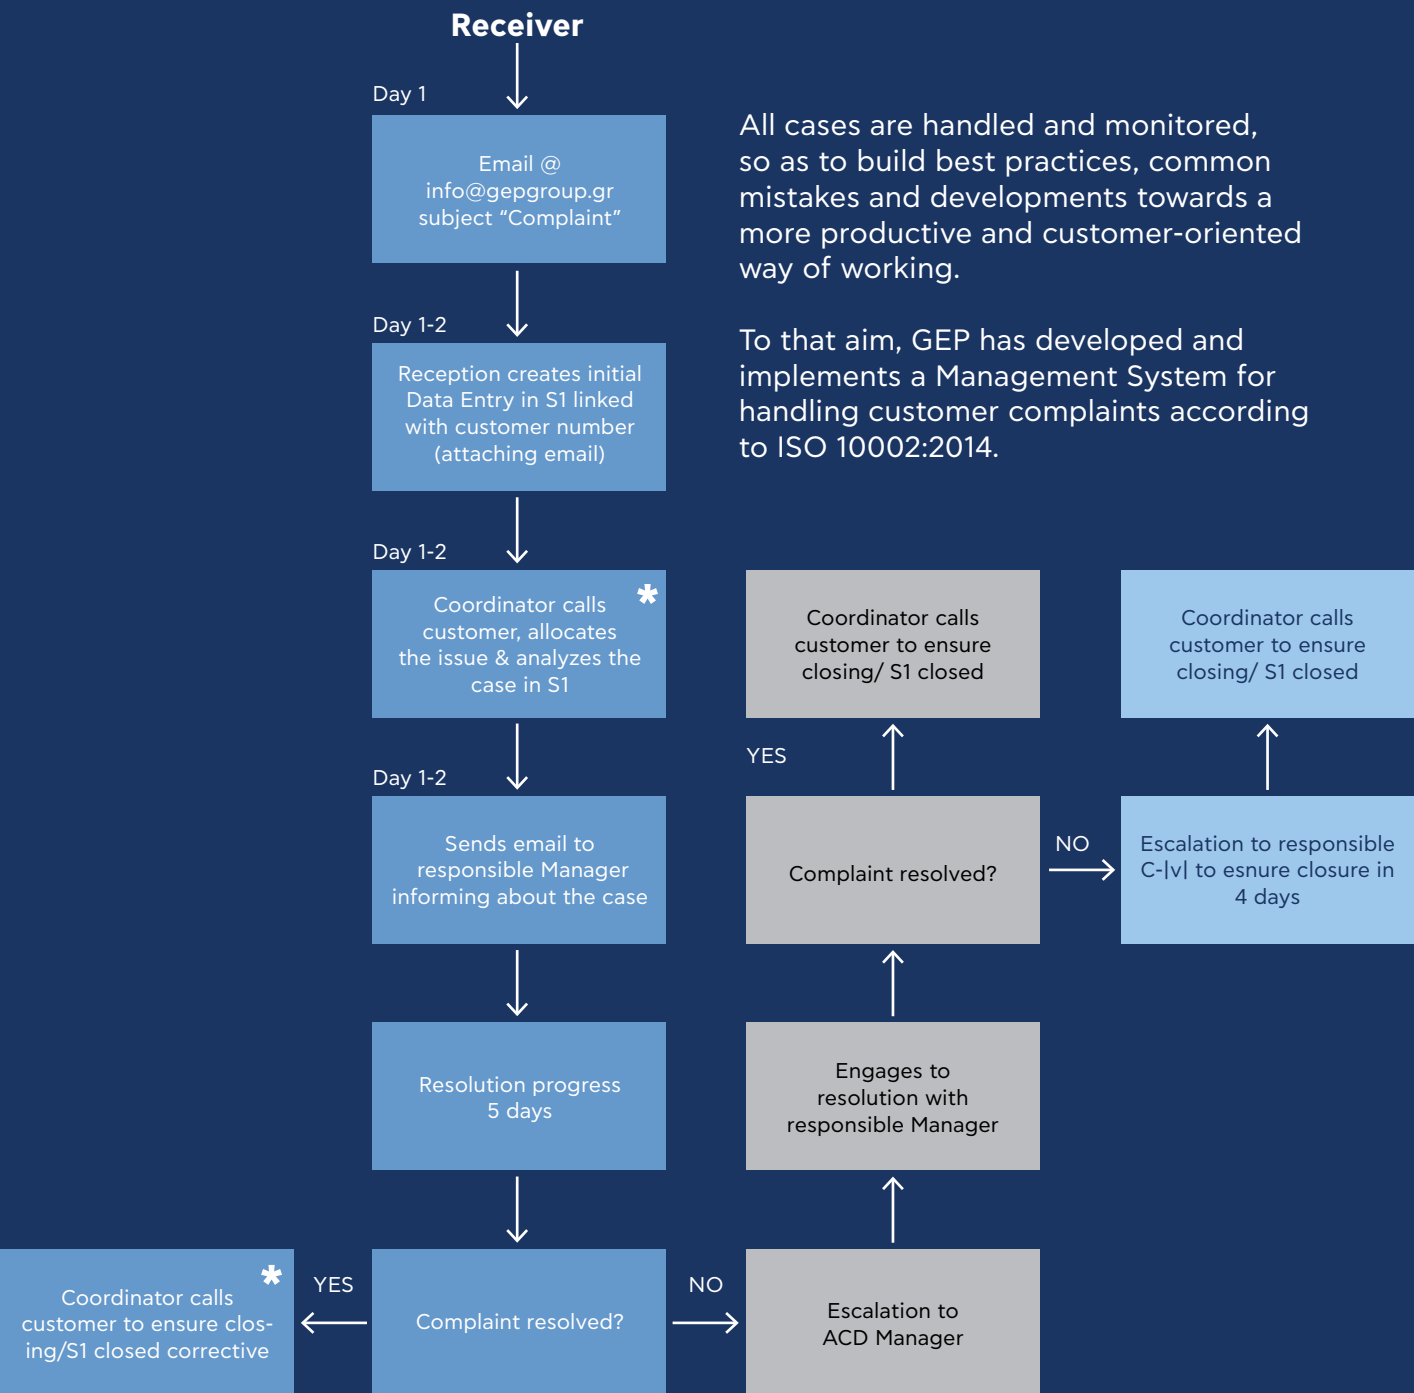 Receiver
Day 1
Email @
info@gepgroup.gr
subject “Complaint”
All cases are handled and monitored,
so as to build best practices, common
mistakes and developments towards a
more productive and customer-oriented
way of working.
To that aim, GEP has developed and
implements a Management System for
handling customer complaints according
to ISO 10002:2014.
Day 1-2
Reception creates initial
Data Entry in S1 linked
with customer number
(attaching email)
Day 1-2
Coordinator calls *
customer, allocates
the issue & analyzes the
case in S1
Day 1-2
Sends email to
responsible Manager
informing about the case
Resolution progress
5 days
Complaint resolved?
YES
Coordinator calls *
customer to ensure clos-
ing/S1 closed corrective
NO
Escalation to
ACD Manager
Engages to
resolution with
responsible Manager
Complaint resolved?
YES
Coordinator calls
customer to ensure
closing/ S1 closed
NO
Escalation to responsible
C-|v| to esnure closure in
4 days
Coordinator calls
customer to ensure
closing/ S1 closed